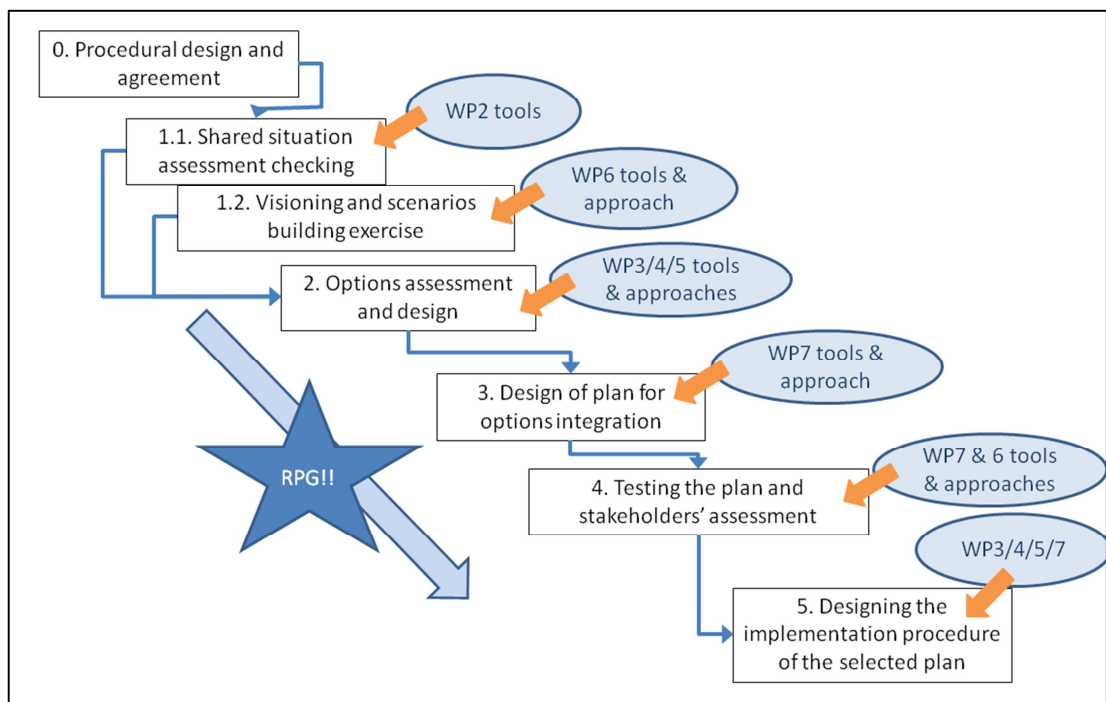 0. Procedural design and
agreement
WP2 tools
1.1. Shared situation
assessment checking
WP6 tools &
approach
1.2. Visioning and scenarios
building exercise
WP3/4/5 tools
& approaches
2. Options assessment
and design
WP7 tools &
approach
3. Design of plan for
options integration
RPG!!
WP7 & 6 tools
& approaches
4. Testing the plan and
stakeholders’ assessment
WP3/4/5/7
5. Designing the
implementation procedure
of the selected plan